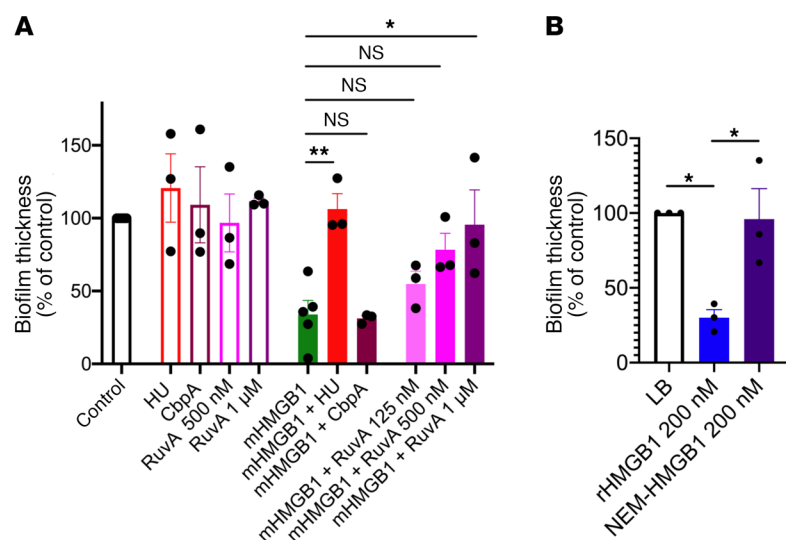 A
*
NS
NS
NS
**
Biofilm thickness
(% of control)
150
100
50
0
Control
HU
CbpA
RuvA 500 nM
RuvA 1 µM
mHMGB1
mHMGB1 + HU
mHMGB1 + CbpA
mHMGB1 + RuvA 125 nM
mHMGB1 + RuvA 500 nM
mHMGB1 + RuvA 1 µM
B
*
*
Biofilm thickness
(% of control)
150
100
50
0
LB
rHMGB1 200 nM
NEM-HMGB1 200 nM